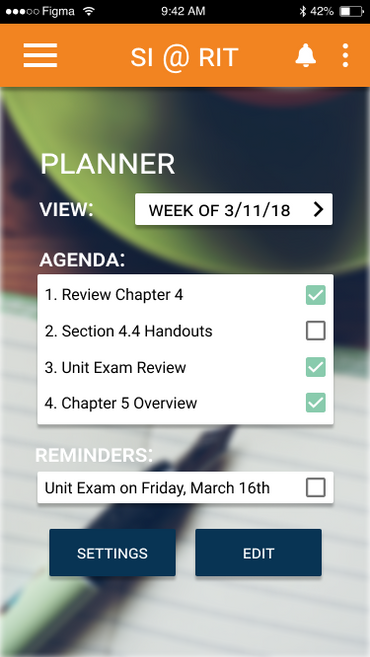 Figma 9:42 AM 42%
SI @ RIT
PLANNER
VIEW: WEEK OF 3/11/18
AGENDA:
1. Review Chapter 4
2. Section 4.4 Handouts
3. Unit Exam Review
4. Chapter 5 Overview
REMINDERS:
Unit Exam on Friday, March 16th
SETTINGS EDIT